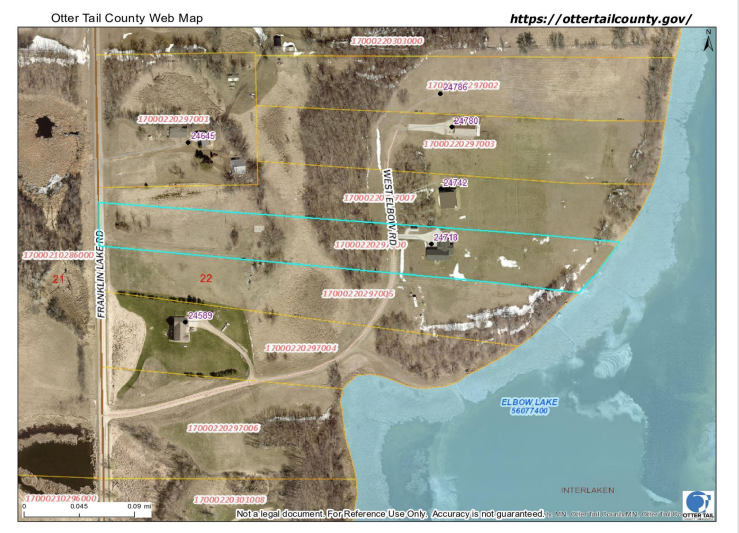 Otter Tail County Web Map
https://ottertailcounty.gov/
N
17000220303000
24786
17000220297002
17000220297001
24645
24780
17000220297003
24742
WEST ELBOW RD
24718
17000210286000
FRANKLIN LAKE RD
21
22
17000220297005
24589
17000220297004
ELBOW LAKE
56077400
17000220297006
INTERLAKEN
17000210296000
17000220301008
0 0.045 0.09 mi
Not a legal document. For Reference Use Only. Accuracy is not guaranteed.
OTTER TAIL